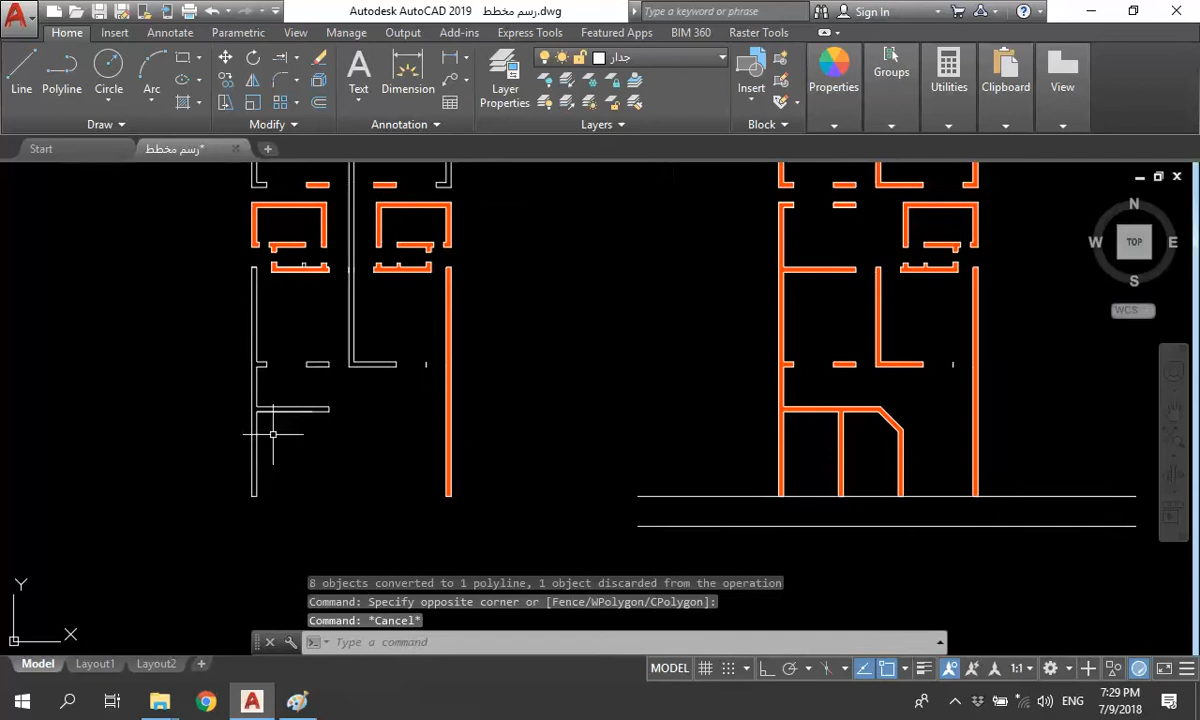 Autodesk AutoCAD 2019 رسم مخطط.dwg
Type a keyword or phrase
Sign In
Home Insert Annotate Parametric View Manage Output Add-ins Express Tools Featured Apps BIM 360 Raster Tools
جدار
Line Polyline Circle Arc Text Dimension Layer Properties Insert Properties Groups Utilities Clipboard View
Draw Modify Annotation Layers Block
Start رسم مخطط*
N
W TOP E
S
WCS
8 objects converted to 1 polyline, 1 object discarded from the operation
Command: Specify opposite corner or [Fence/WPolygon/CPolygon]:
Command: *Cancel*
Y
X
Type a command
Model Layout1 Layout2 MODEL 1:1
ENG 7:29 PM
7/9/2018